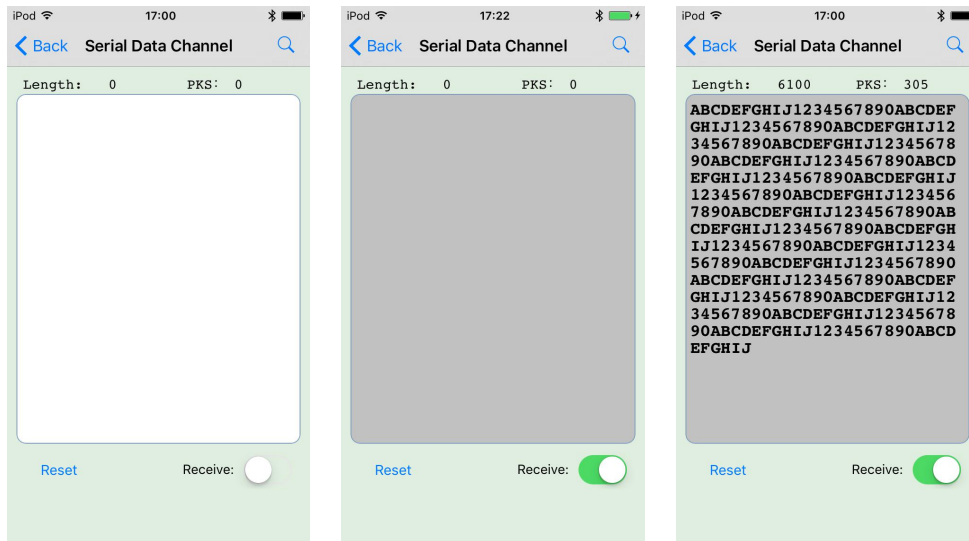 iPod 17:00
Back Serial Data Channel
Length: 0 PKS: 0
Reset Receive:
iPod 17:22
Back Serial Data Channel
Length: 0 PKS: 0
Reset Receive:
iPod 17:00
Back Serial Data Channel
Length: 6100 PKS: 305
ABCDEFGHIJ1234567890ABCDEF
GHIJ1234567890ABCDEFGHIJ12
34567890ABCDEFGHIJ12345678
90ABCDEFGHIJ1234567890ABCD
EFGHIJ1234567890ABCDEFGHIJ
1234567890ABCDEFGHIJ123456
7890ABCDEFGHIJ1234567890AB
CDEFGHIJ1234567890ABCDEFGH
IJ1234567890ABCDEFGHIJ1234
567890ABCDEFGHIJ1234567890
ABCDEFGHIJ1234567890ABCDEF
GHIJ1234567890ABCDEFGHIJ12
34567890ABCDEFGHIJ12345678
90ABCDEFGHIJ1234567890ABCD
EFGHIJ
Reset Receive: